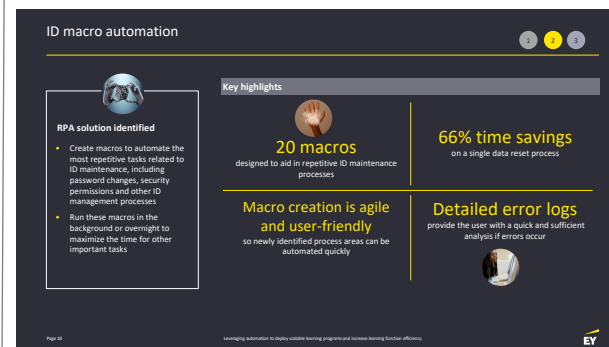 ID macro automation
1 2 3
Key highlights
RPA solution identified
• Create macros to automate the
most repetitive tasks related to
ID maintenance, including
password changes, security
permissions and other ID
management processes
• Run these macros in the
background or overnight to
maximize the time for other
important tasks
20 macros
designed to aid in repetitive ID maintenance
processes
66% time savings
on a single data reset process
Macro creation is agile
and user-friendly
so newly identified process areas can be
automated quickly
Detailed error logs
provide the user with a quick and sufficient
analysis if errors occur
Page 16
Leveraging automation to deploy scalable learning programs and increase learning function efficiency
EY